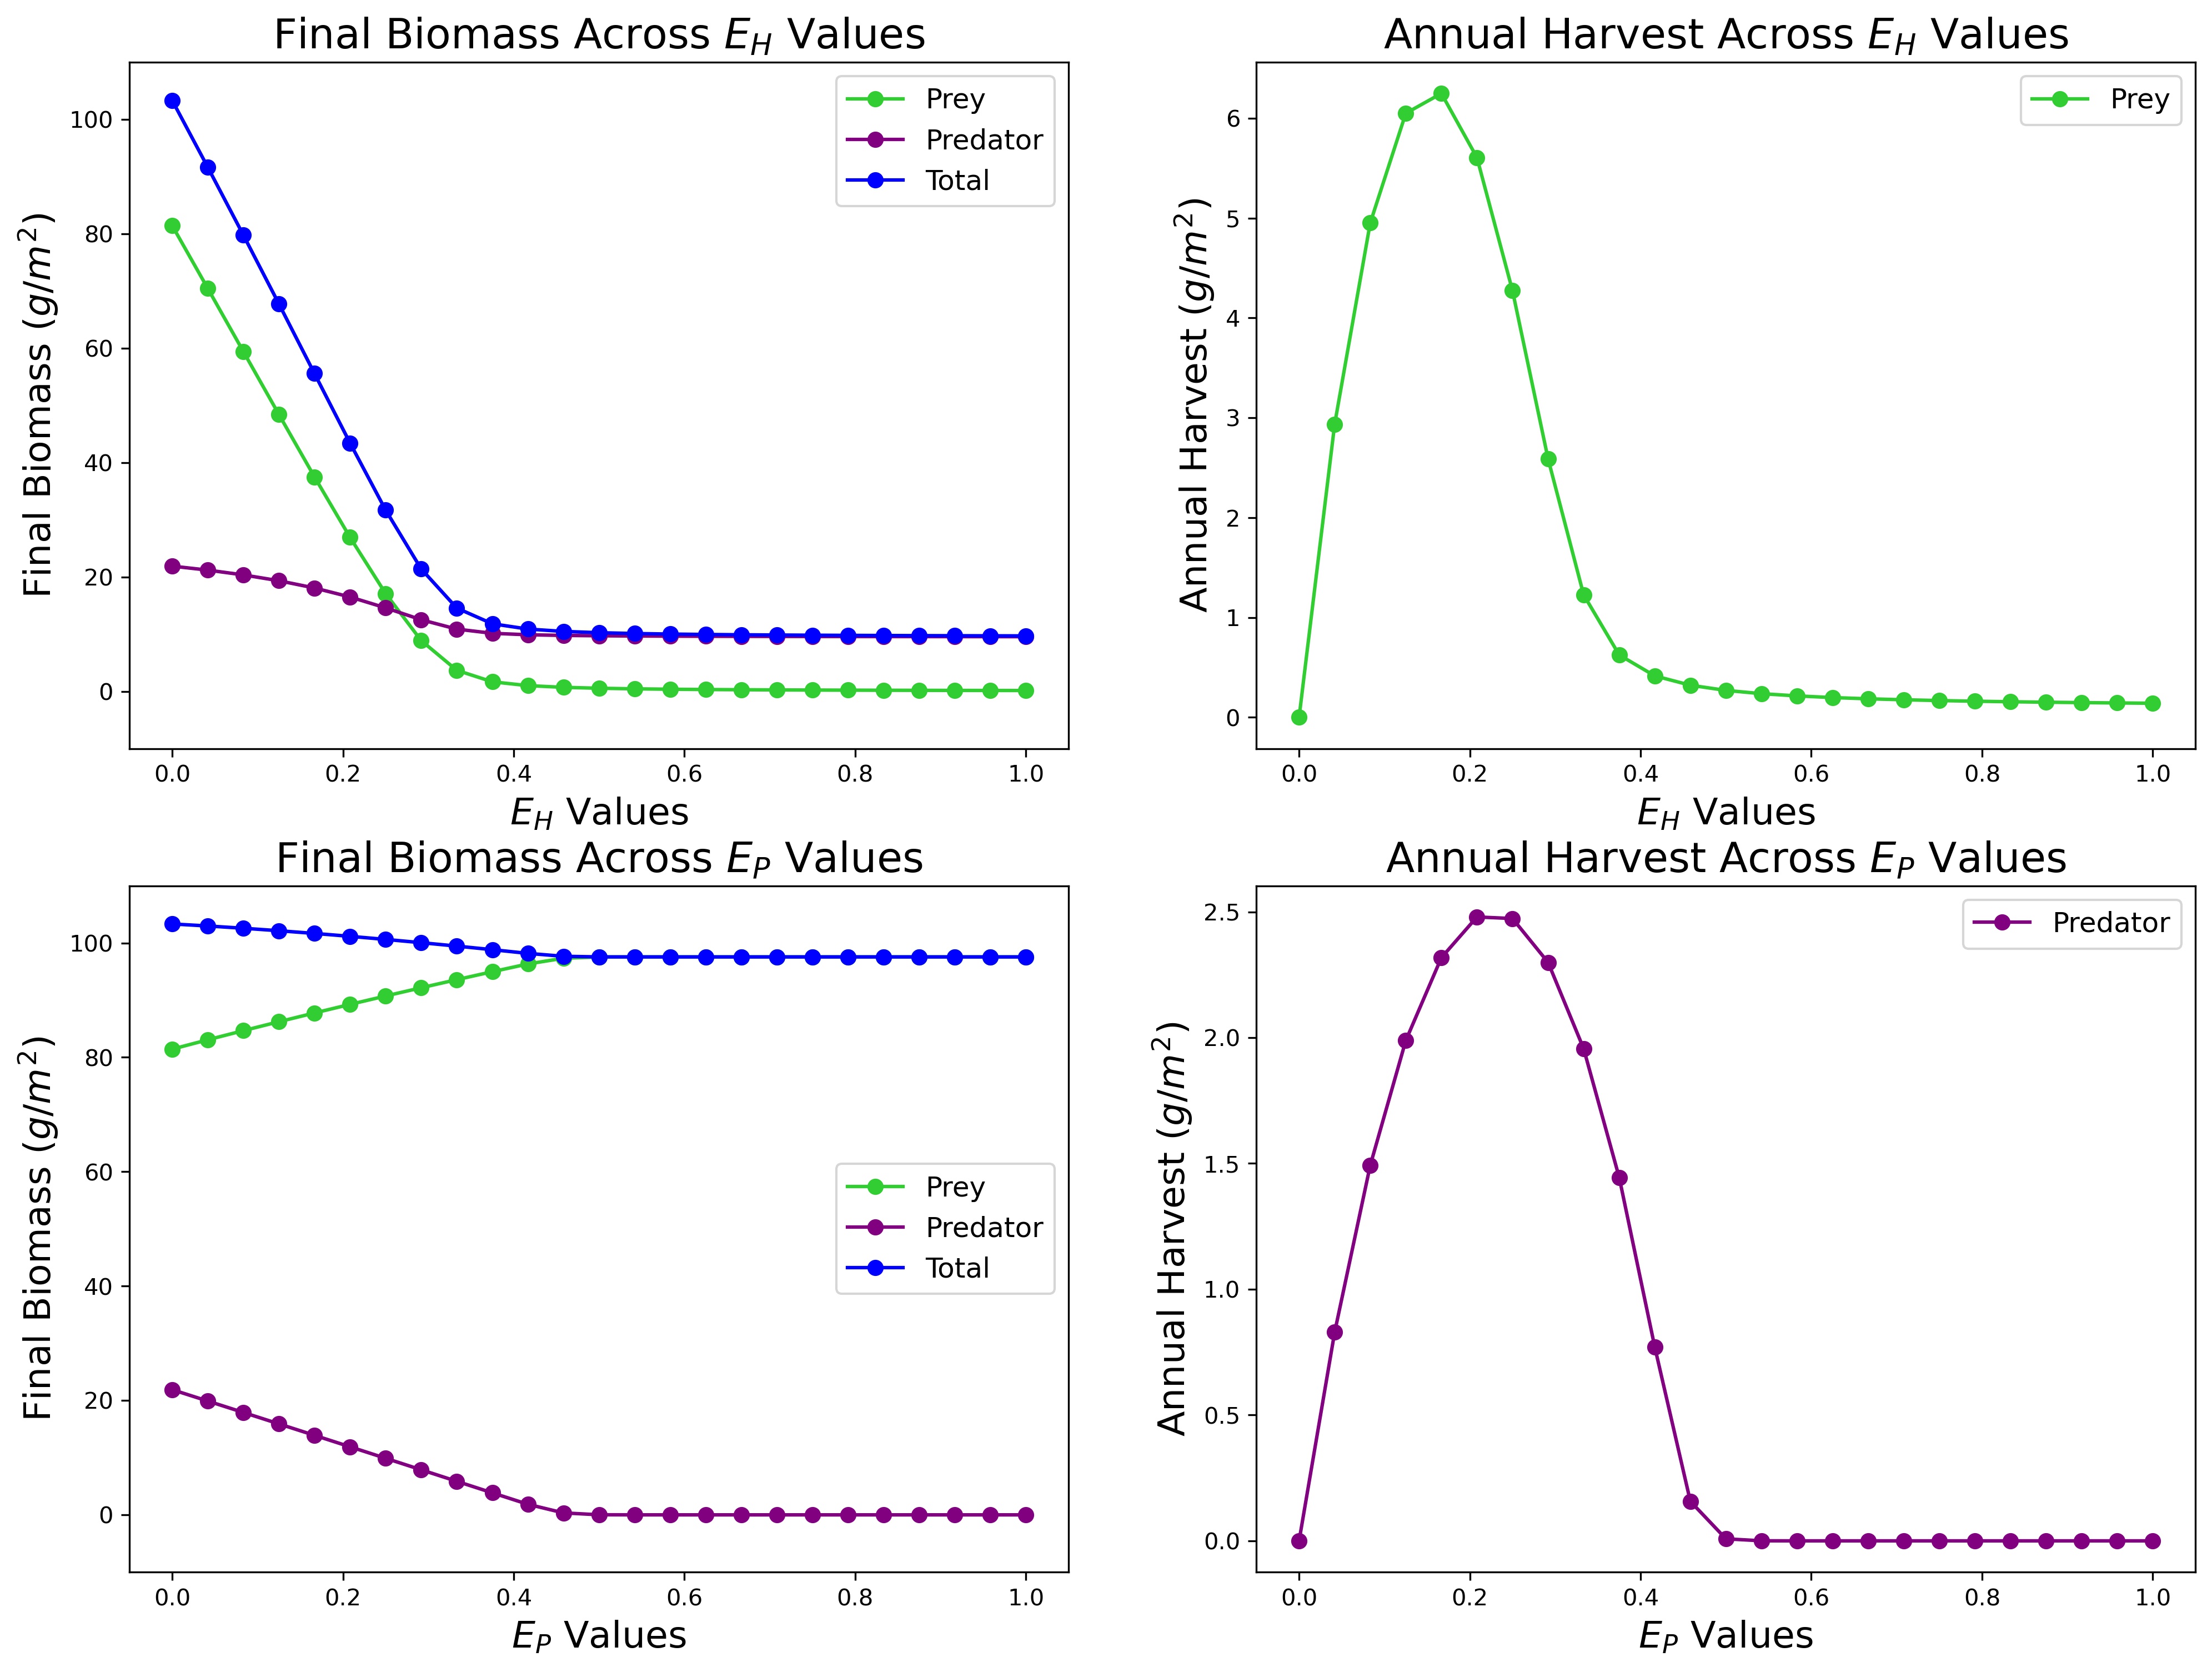 Final Biomass Across E_H Values
Final Biomass (g/m²)
100
80
60
40
20
0
Prey
Predator
Total
0.0 0.2 0.4 0.6 0.8 1.0
E_H Values
Annual Harvest Across E_H Values
Annual Harvest (g/m²)
6
5
4
3
2
1
0
Prey
0.0 0.2 0.4 0.6 0.8 1.0
E_H Values
Final Biomass Across E_P Values
Final Biomass (g/m²)
100
80
60
40
20
0
Prey
Predator
Total
0.0 0.2 0.4 0.6 0.8 1.0
E_P Values
Annual Harvest Across E_P Values
Annual Harvest (g/m²)
2.5
2.0
1.5
1.0
0.5
0.0
Predator
0.0 0.2 0.4 0.6 0.8 1.0
E_P Values